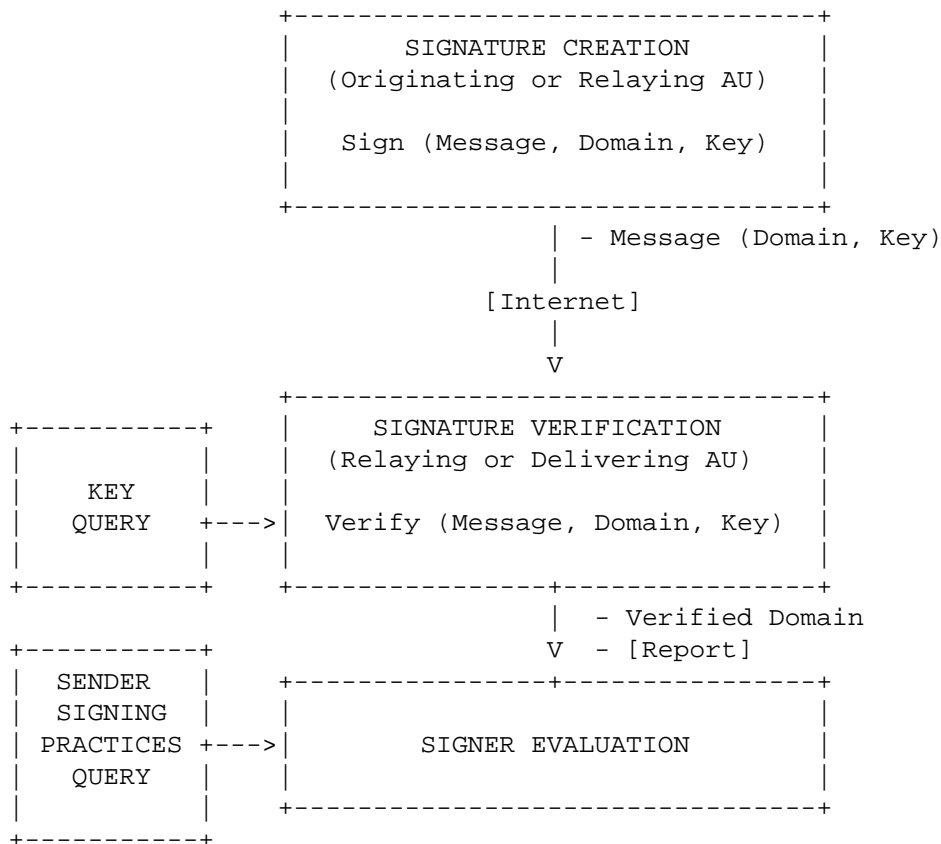 SIGNATURE CREATION
(Originating or Relaying AU)
Sign (Message, Domain, Key)
- Message (Domain, Key)
[Internet]
V
SIGNATURE VERIFICATION
(Relaying or Delivering AU)
KEY
QUERY
Verify (Message, Domain, Key)
- Verified Domain
V - [Report]
SENDER
SIGNING
PRACTICES
QUERY
SIGNER EVALUATION